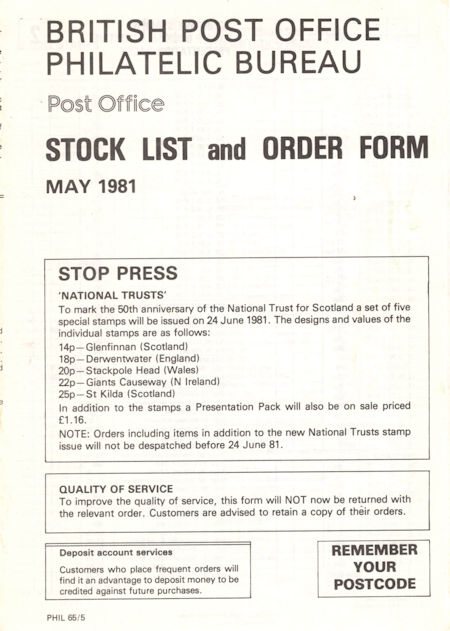 BRITISH POST OFFICE
PHILATELIC BUREAU
Post Office
STOCK LIST and ORDER FORM
MAY 1981
STOP PRESS
'NATIONAL TRUSTS'
To mark the 50th anniversary of the National Trust for Scotland a set of five
special stamps will be issued on 24 June 1981. The designs and values of the
individual stamps are as follows:
14p—Glenfinnan (Scotland)
18p—Derwentwater (England)
20p—Stackpole Head (Wales)
22p—Giants Causeway (N Ireland)
25p—St Kilda (Scotland)
In addition to the stamps a Presentation Pack will also be on sale priced
£1.16.
NOTE: Orders including items in addition to the new National Trusts stamp
issue will not be despatched before 24 June 81.
QUALITY OF SERVICE
To improve the quality of service, this form will NOT now be returned with
the relevant order. Customers are advised to retain a copy of their orders.
Deposit account services
Customers who place frequent orders will
find it an advantage to deposit money to be
credited against future purchases.
REMEMBER
YOUR
POSTCODE
PHIL 65/5